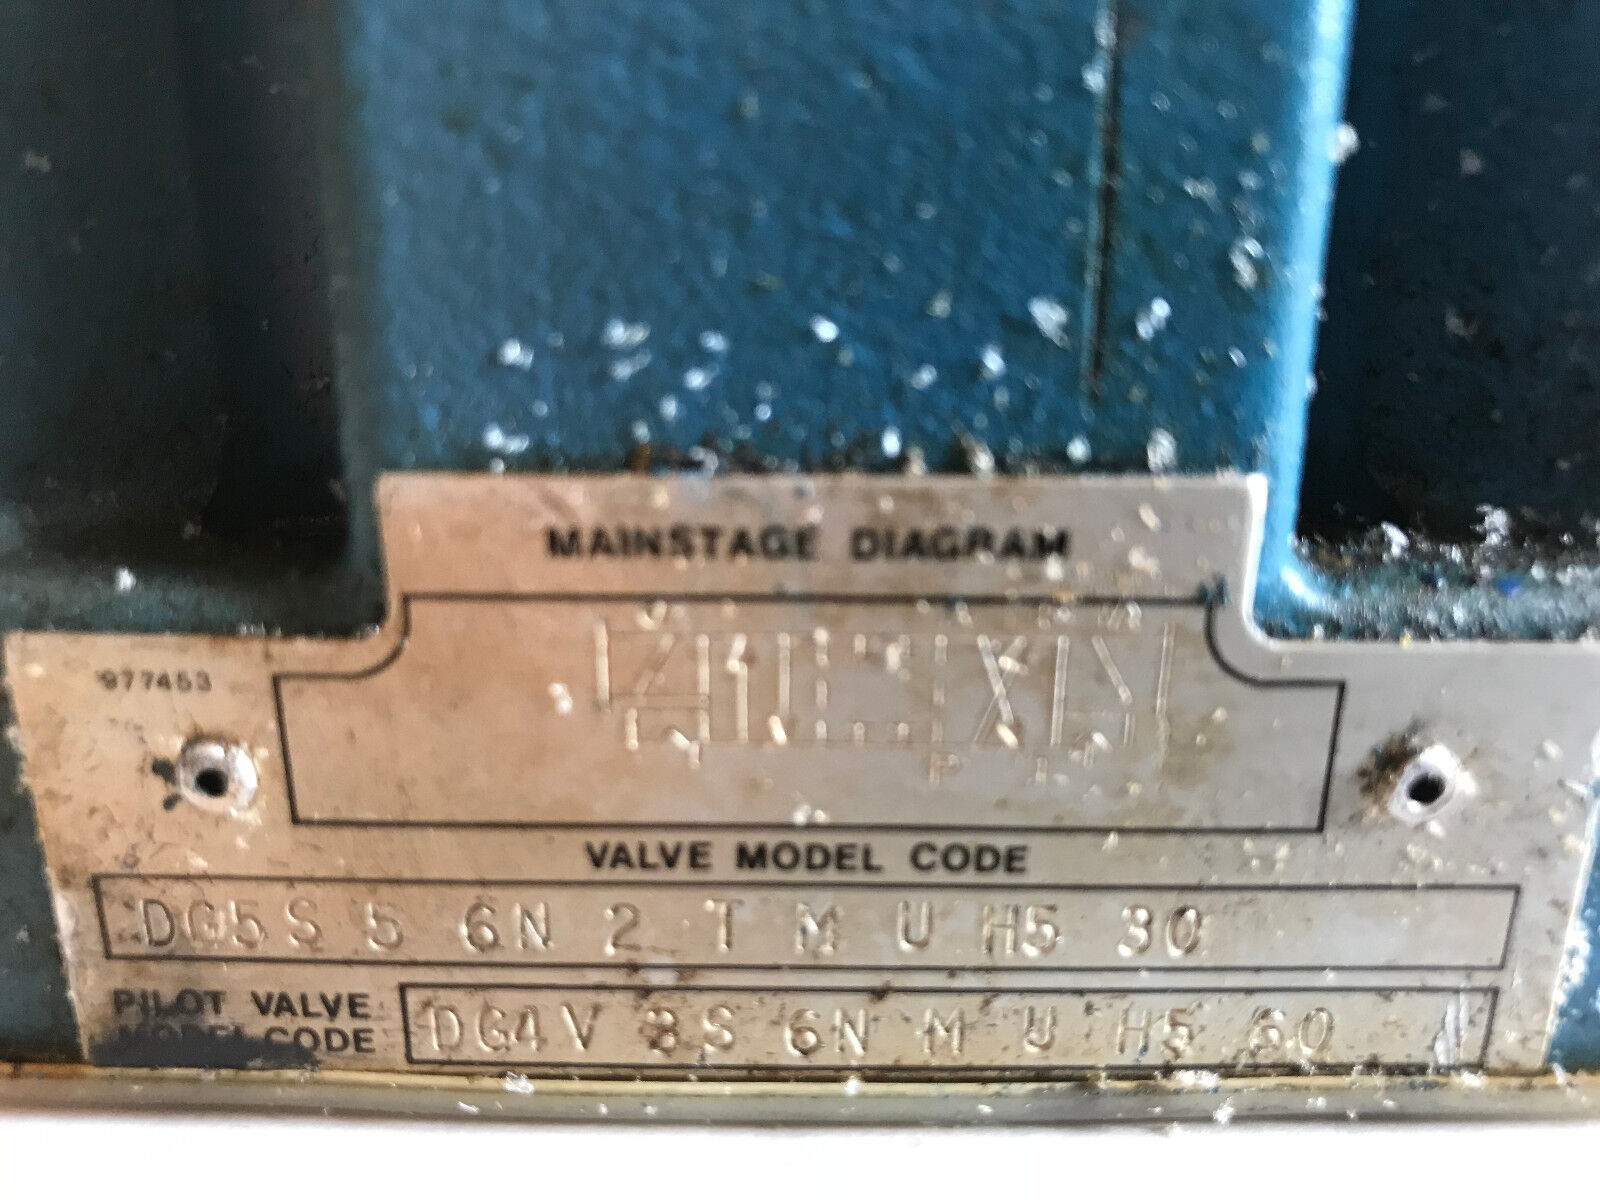 MAINSTAGE DIAGRAM
977453
P
VALVE MODEL CODE
DG5S 5 6N 2 T M U H5 30
PILOT VALVE
MODEL CODE
DG4V 3S 6N M U H5 60